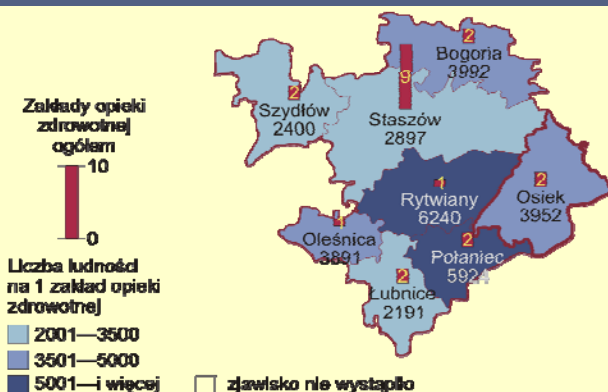 Zakłady opieki
zdrowotnej
ogółem
10
0
Liczba ludności
na 1 zakład opieki
zdrowotnej
2001—3500
3501—5000
5001—i więcej
zjawisko nie wystąpiło
2
Bogoria
3992
9
Staszów
2897
2
Szydłów
2400
1
Rytwiany
6240
2
Osiek
3952
1
Oleśnica
3891
2
Połaniec
5924
2
Łubnice
2191